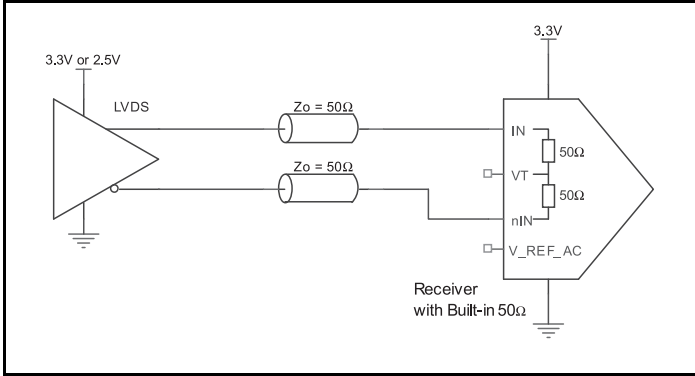 3.3V
3.3V or 2.5V
LVDS
Zo = 50Ω
IN
50Ω
Zo = 50Ω
VT
50Ω
nIN
V_REF_AC
Receiver
with Built-in 50Ω